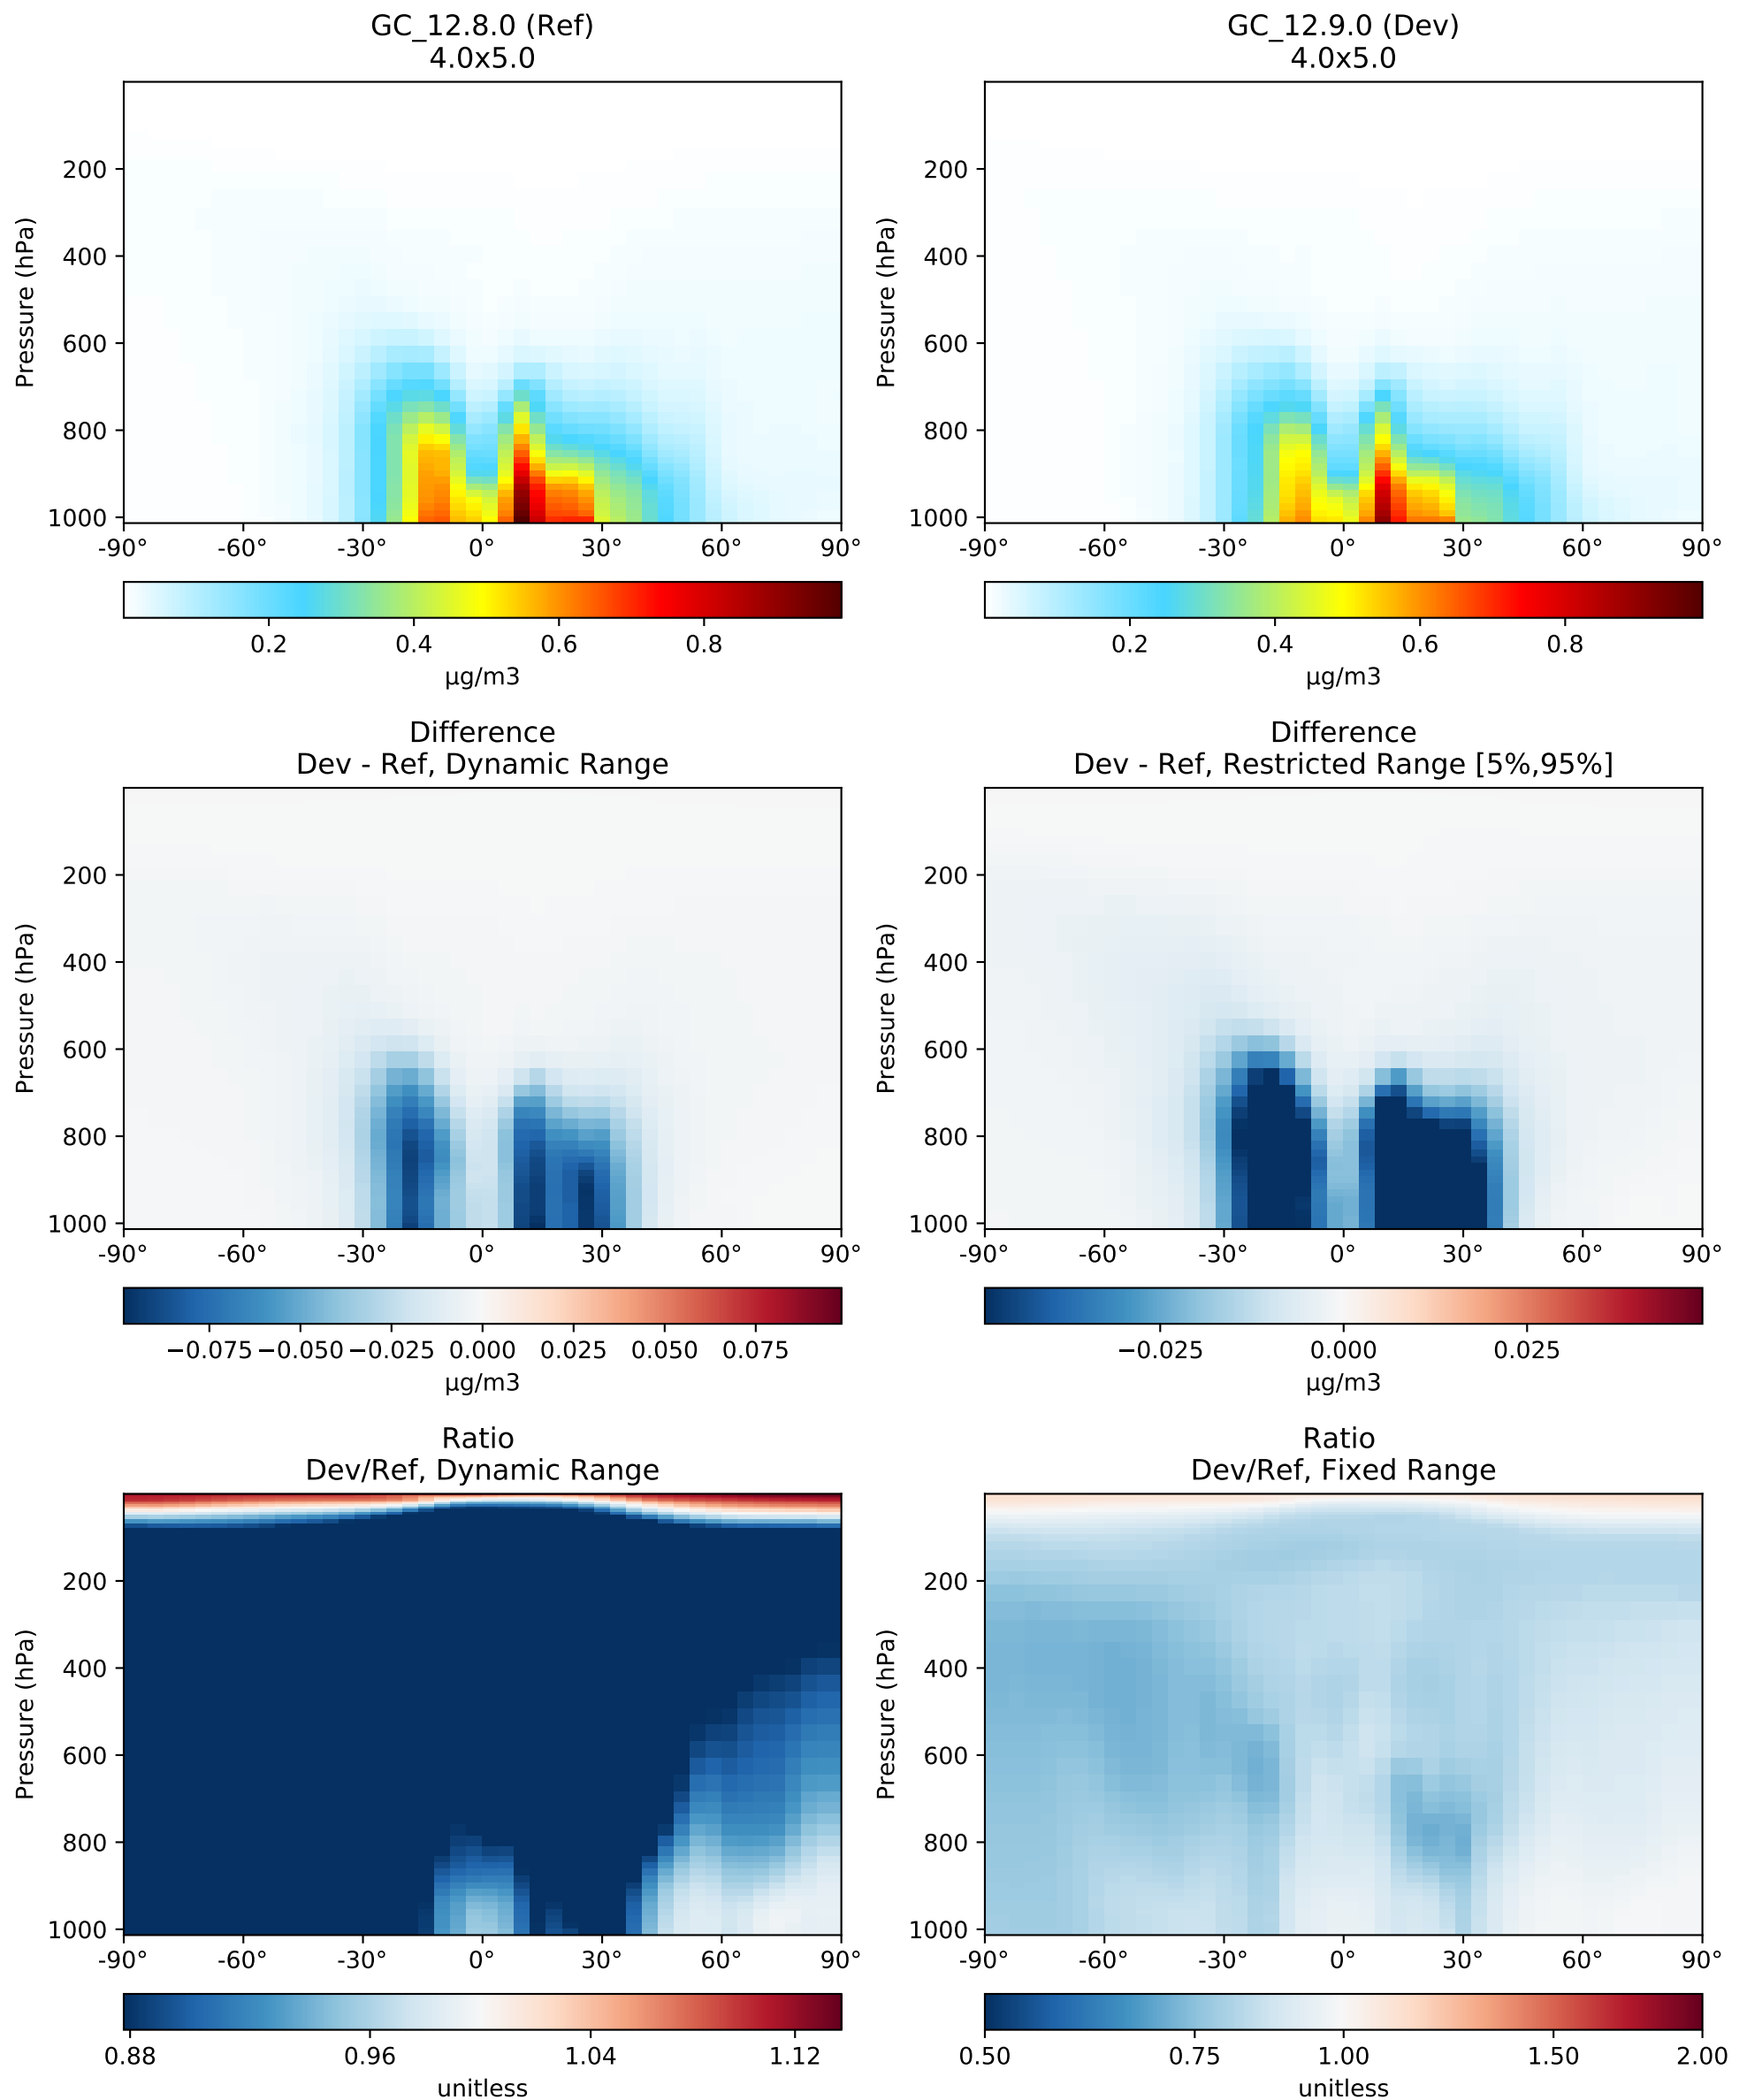 GC_12.8.0 (Ref)
4.0x5.0
Pressure (hPa)
200
400
600
800
1000
-90° -60° -30° 0° 30° 60° 90°
0.2 0.4 0.6 0.8
µg/m3
GC_12.9.0 (Dev)
4.0x5.0
Pressure (hPa)
200
400
600
800
1000
-90° -60° -30° 0° 30° 60° 90°
0.2 0.4 0.6 0.8
µg/m3
Difference
Dev - Ref, Dynamic Range
Pressure (hPa)
200
400
600
800
1000
-90° -60° -30° 0° 30° 60° 90°
−0.075 −0.050 −0.025 0.000 0.025 0.050 0.075
µg/m3
Difference
Dev - Ref, Restricted Range [5%,95%]
Pressure (hPa)
200
400
600
800
1000
-90° -60° -30° 0° 30° 60° 90°
−0.025 0.000 0.025
µg/m3
Ratio
Dev/Ref, Dynamic Range
Pressure (hPa)
200
400
600
800
1000
-90° -60° -30° 0° 30° 60° 90°
0.88 0.96 1.04 1.12
unitless
Ratio
Dev/Ref, Fixed Range
Pressure (hPa)
200
400
600
800
1000
-90° -60° -30° 0° 30° 60° 90°
0.50 0.75 1.00 1.50 2.00
unitless